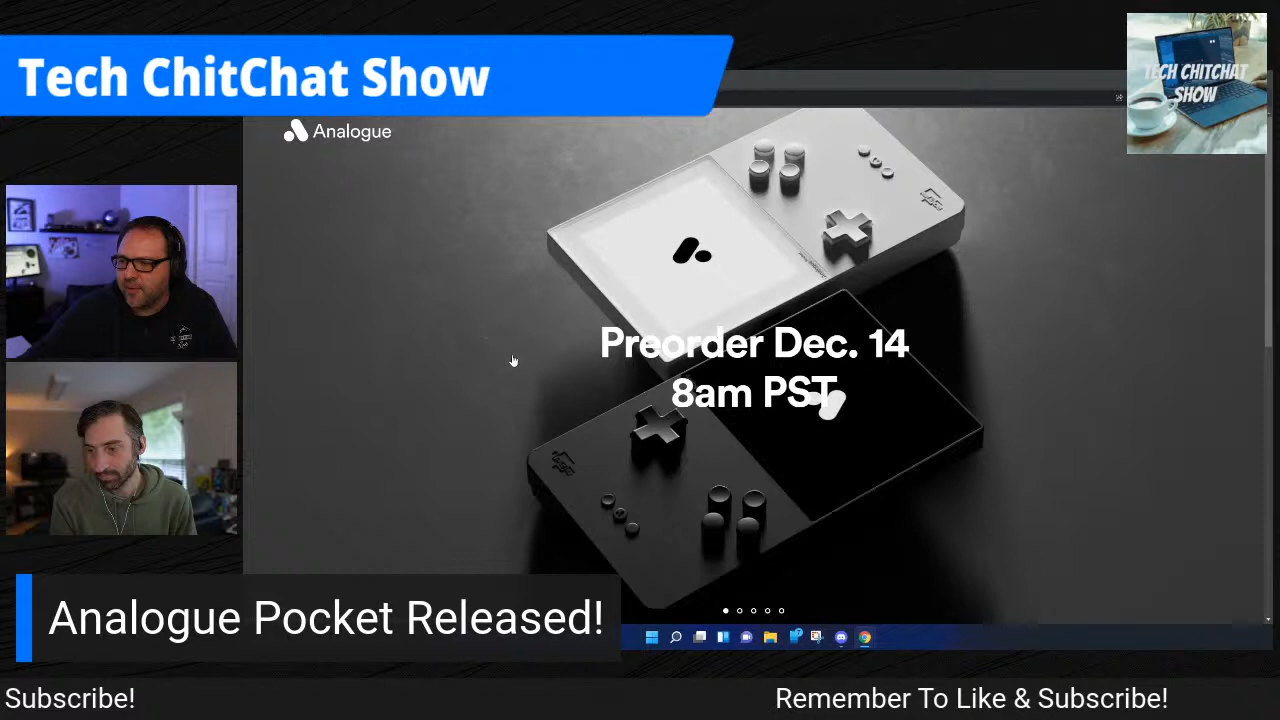 Tech ChitChat Show
TECH CHITCHAT
SHOW
Analogue
Preorder Dec. 14
8am PST
Analogue Pocket Released!
Subscribe!
Remember To Like & Subscribe!